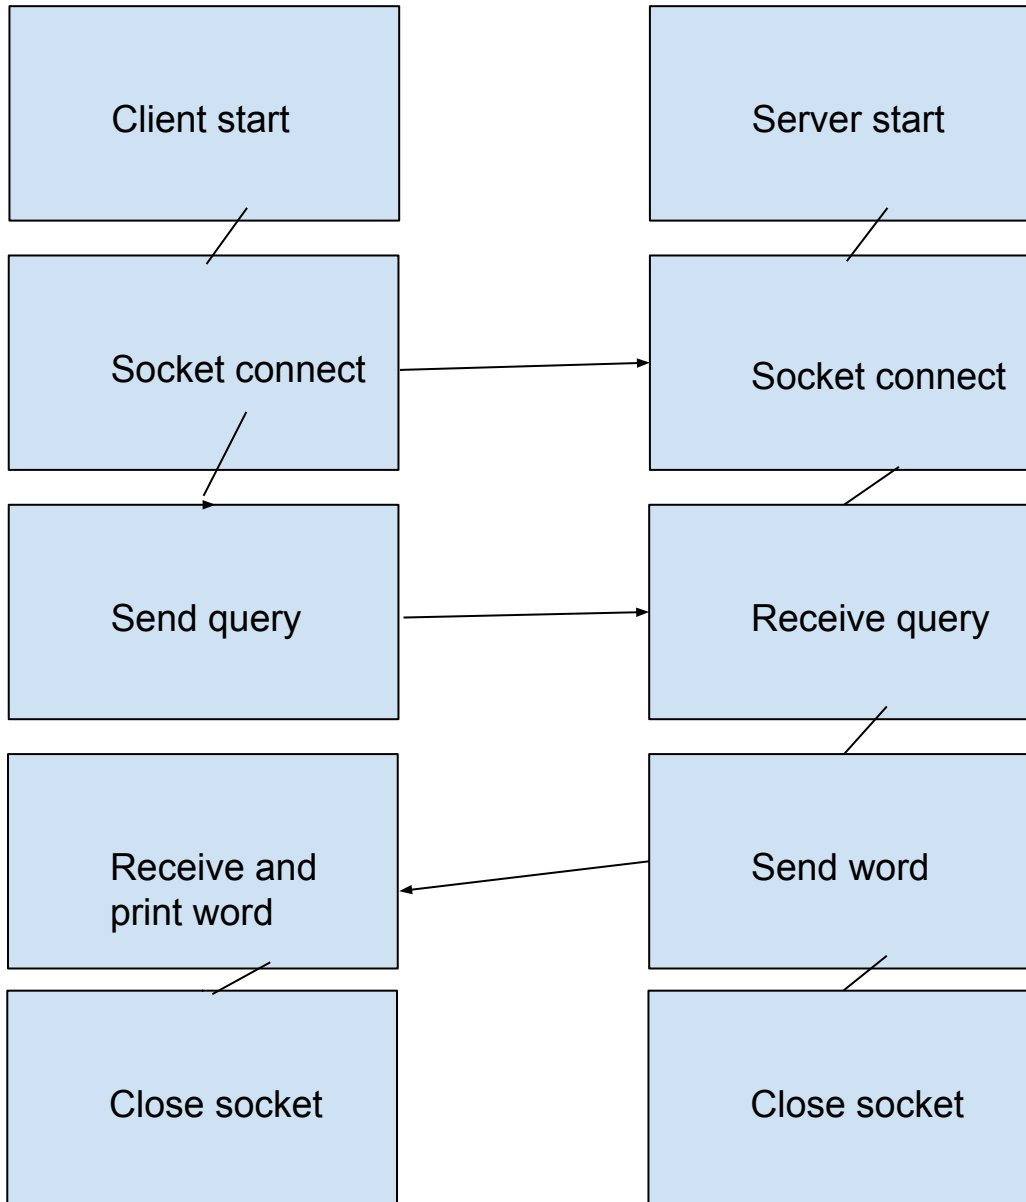 Client start
Server start
Socket connect
Socket connect
Send query
Receive query
Receive and
print word
Send word
Close socket
Close socket